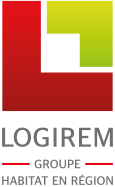 LOGIREM
GROUPE
HABITAT EN RÉGION